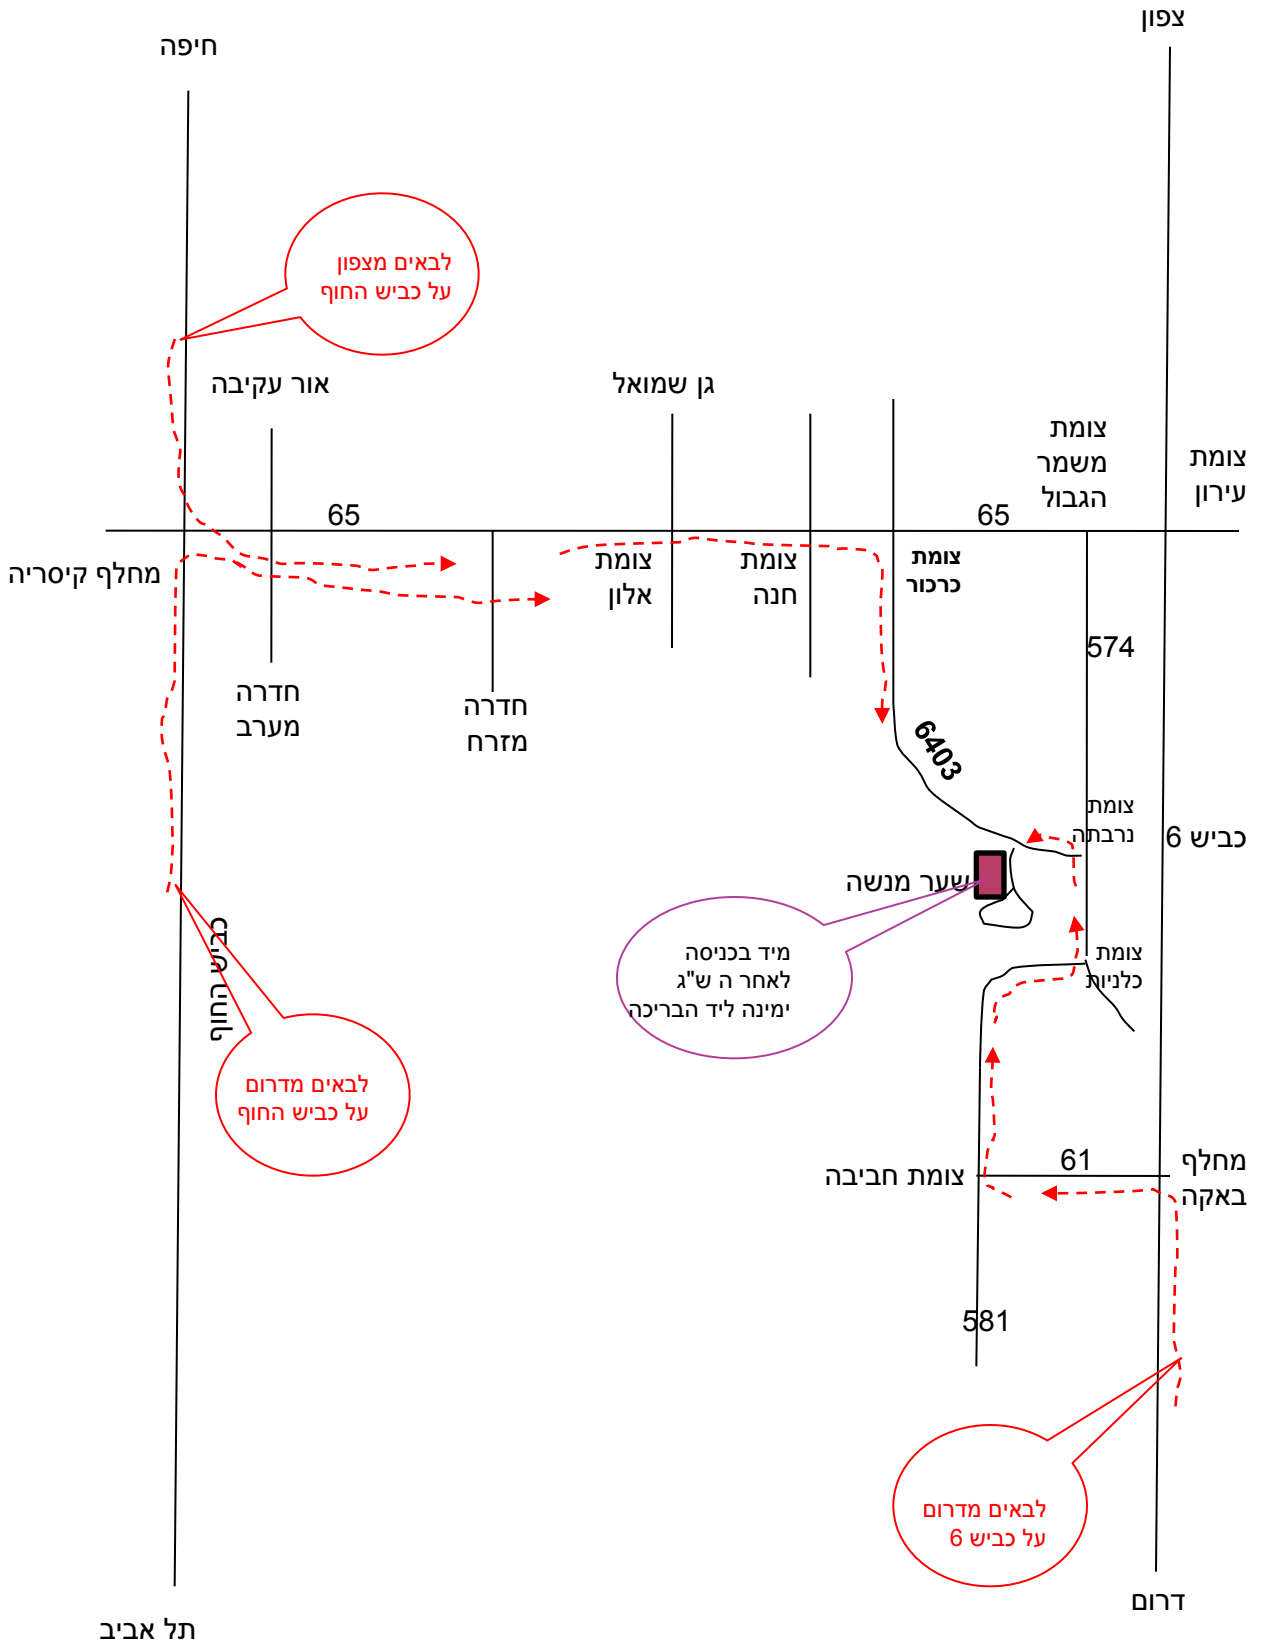 צפון
חיפה
לבאים מצפון
על כביש החוף
אור עקיבה
גן שמואל
צומת
משמר
הגבול
צומת
עירון
65
65
מחלף קיסריה
צומת
אלון
צומת
חנה
צומת
כרכור
574
חדרה
מערב
חדרה
מזרח
6403
צומת
נרבתה
כביש 6
שער מנשה
מיד בכניסה
לאחר ה ש"ג
ימינה ליד הבריכה
צומת
כלניות
כביש החוף
לבאים מדרום
על כביש החוף
מחלף
באקה
61
צומת חביבה
581
לבאים מדרום
על כביש 6
דרום
תל אביב